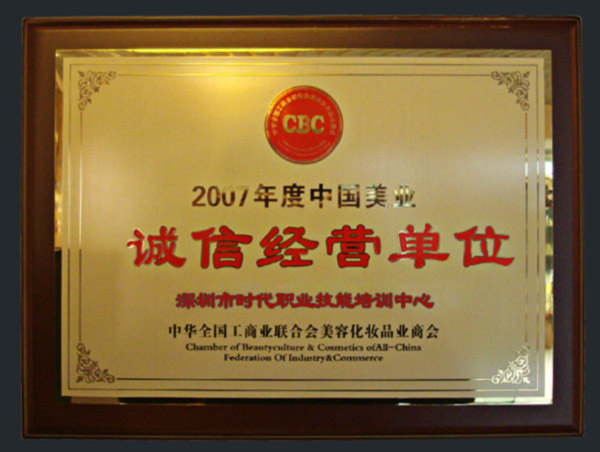 CBC
2007年度中国美业
诚信经营单位
深圳市时代职业技能培训中心
中华全国工商业联合会美容化妆品业商会
Chamber of Beautyculture & Cosmetics ofAll-China
Federation Of Industry&Commerce